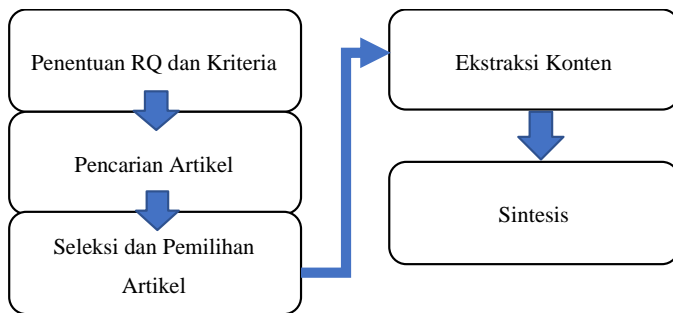 Penentuan RQ dan Kriteria
Pencarian Artikel
Seleksi dan Pemilihan
Artikel
Ekstraksi Konten
Sintesis